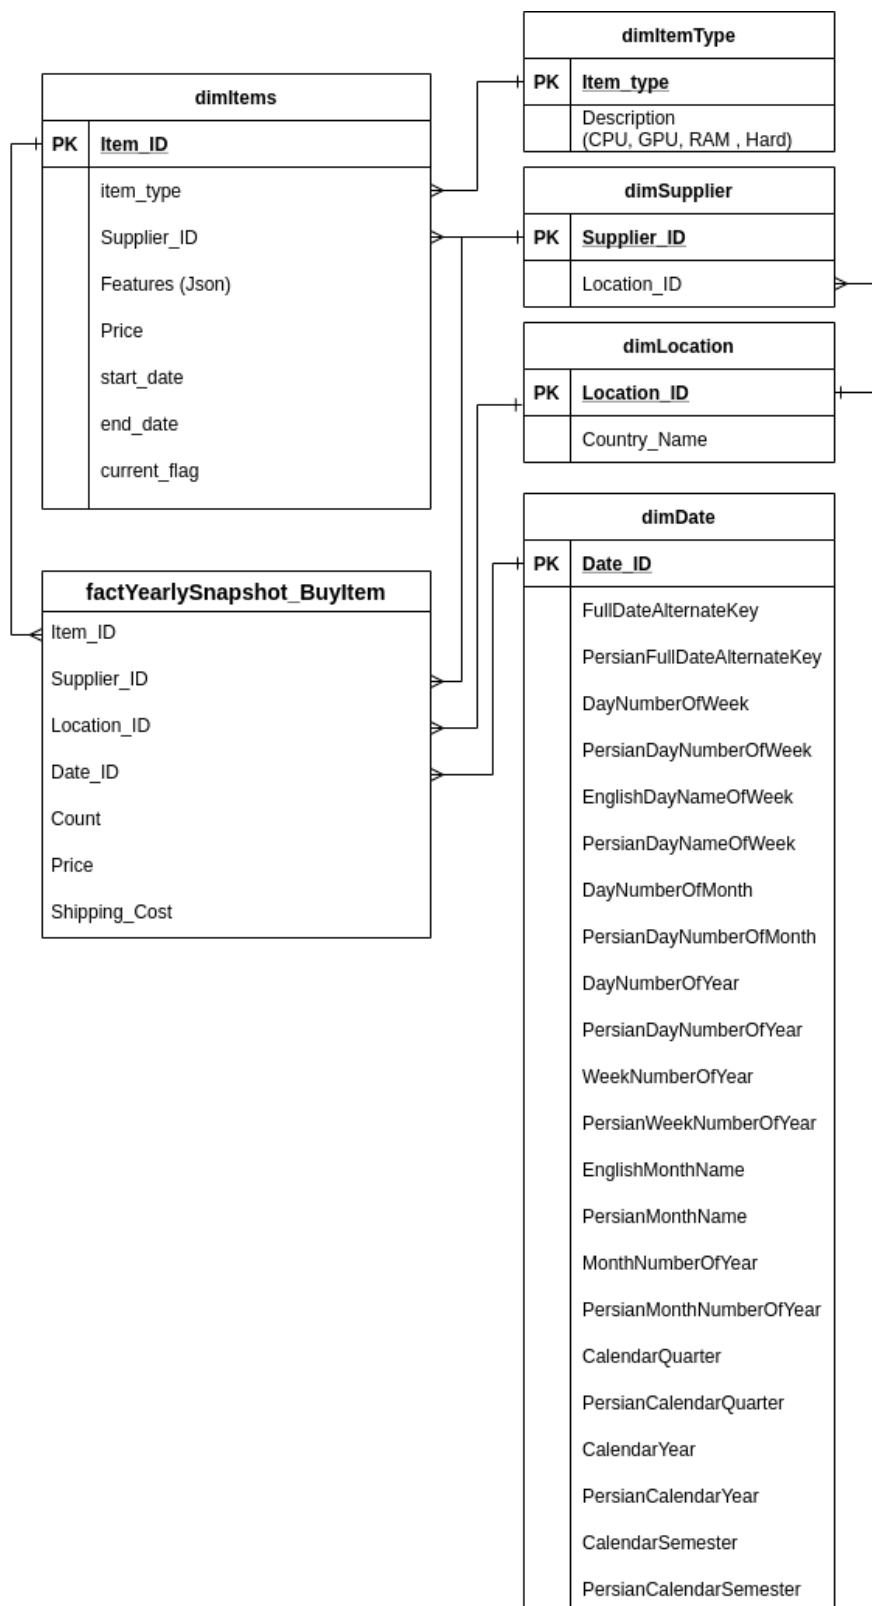 dimItems
PK Item_ID
item_type
Supplier_ID
Features (Json)
Price
start_date
end_date
current_flag
factYearlySnapshot_BuyItem
Item_ID
Supplier_ID
Location_ID
Date_ID
Count
Price
Shipping_Cost
dimItemType
PK Item_type
Description
(CPU, GPU, RAM , Hard)
dimSupplier
PK Supplier_ID
Location_ID
dimLocation
PK Location_ID
Country_Name
dimDate
PK Date_ID
FullDateAlternateKey
PersianFullDateAlternateKey
DayNumberOfWeek
PersianDayNumberOfWeek
EnglishDayNameOfWeek
PersianDayNameOfWeek
DayNumberOfMonth
PersianDayNumberOfMonth
DayNumberOfYear
PersianDayNumberOfYear
WeekNumberOfYear
PersianWeekNumberOfYear
EnglishMonthName
PersianMonthName
MonthNumberOfYear
PersianMonthNumberOfYear
CalendarQuarter
PersianCalendarQuarter
CalendarYear
PersianCalendarYear
CalendarSemester
PersianCalendarSemester